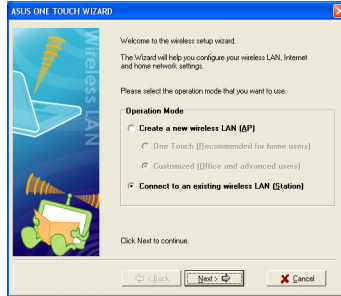 ASUS ONE TOUCH WIZARD
Wireless LAN
Welcome to the wireless setup wizard.
The Wizard will help you configure your wireless LAN, Internet
and home network settings.
Please select the operation mode that you want to use.
Operation Mode
Create a new wireless LAN (AP)
One Touch (Recommended for home users)
Customized (Office and advanced users)
Connect to an existing wireless LAN (Station)
Click Next to continue.
< Back
Next >
Cancel